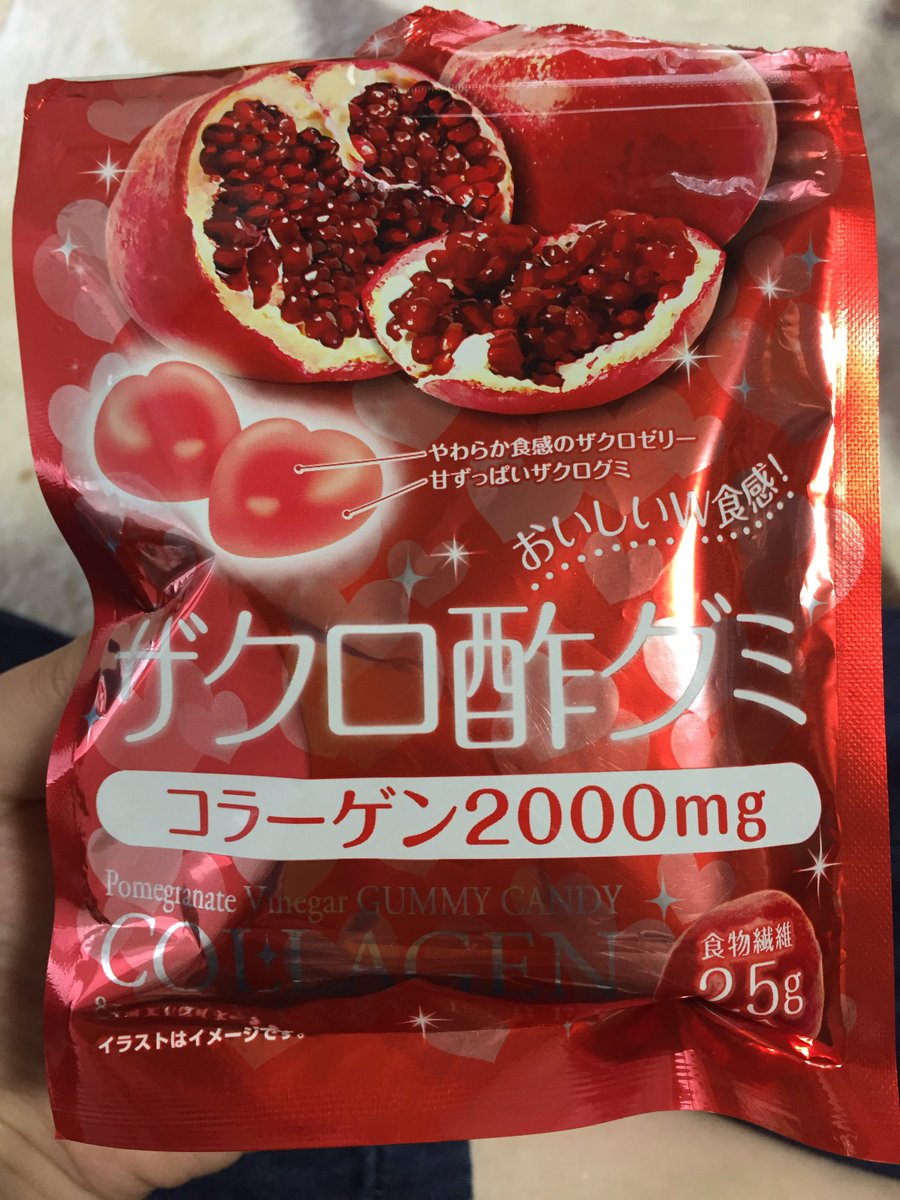 やわらか食感のザクロゼリー
甘ずっぱいザクログミ
おいしいW食感!
ザクロ酢グミ
コラーゲン2000mg
Pomegranate Vinegar GUMMY CANDY
COLLAGEN
食物繊維
2.5g
イラストはイメージです。